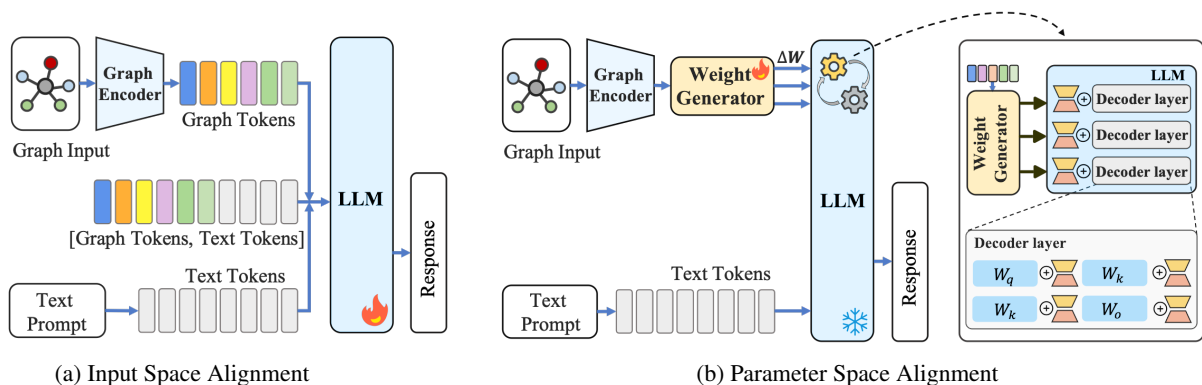 Graph
Encoder
Graph Tokens
Graph Input
[Graph Tokens, Text Tokens]
Text Tokens
Text
Prompt
LLM
Response
(a) Input Space Alignment
Graph
Encoder
Graph Input
Weight
Generator
ΔW
Text Tokens
Text
Prompt
LLM
Response
LLM
Weight
Generator
Decoder layer
Decoder layer
Decoder layer
Decoder layer
W_q
W_k
W_k
W_o
(b) Parameter Space Alignment